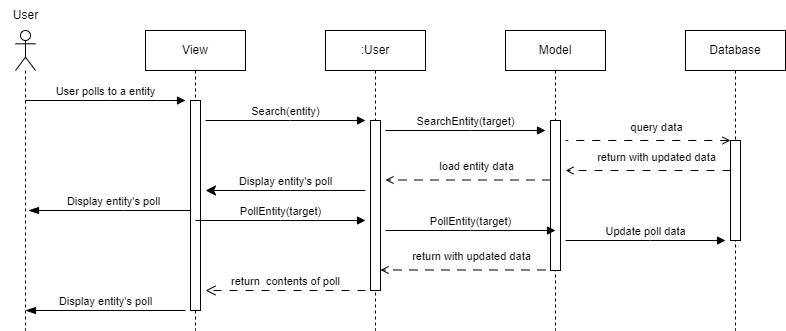 User
View
:User
Model
Database
User polls to a entity
Search(entity)
SearchEntity(target)
query data
return with updated data
load entity data
Display entity's poll
Display entity's poll
PollEntity(target)
PollEntity(target)
Update poll data
return with updated data
return contents of poll
Display entity's poll